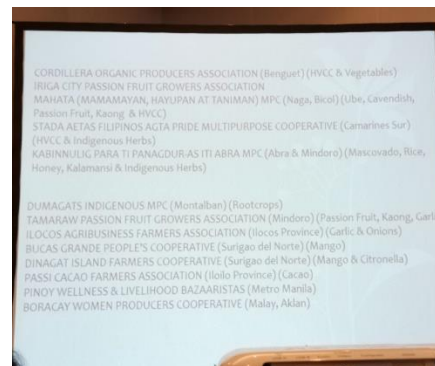 CORDILLERA ORGANIC PRODUCERS ASSOCIATION (Benguet) (HVCC & Vegetables)
IRIGA CITY PASSION FRUIT GROWERS ASSOCIATION
MAHATA (MAMAMAYAN, HAYUPAN AT TANIMAN) MPC (Naga, Bicol) (Ube, Cavendish,
Passion Fruit, Kaong & HVCC)
STADA AETAS FILIPINOS AGTA PRIDE MULTIPURPOSE COOPERATIVE (Camarines Sur)
(HVCC & Indigenous Herbs)
KABINNULIG PARA TI PANAGDUR-AS ITI ABRA MPC (Abra & Mindoro) (Mascovado, Rice,
Honey, Kalamansi & Indigenous Herbs)
DUMAGATS INDIGENOUS MPC (Montalban) (Rootcrops)
TAMARAW PASSION FRUIT GROWERS ASSOCIATION (Mindoro) (Passion Fruit, Kaong, Garl
ILOCOS AGRIBUSINESS FARMERS ASSOCIATION (Ilocos Province) (Garlic & Onions)
BUCAS GRANDE PEOPLE'S COOPERATIVE (Surigao del Norte) (Mango)
DINAGAT ISLAND FARMERS COOPERATIVE (Surigao del Norte) (Mango & Citronella)
PASSI CACAO FARMERS ASSOCIATION (Iloilo Province) (Cacao)
PINOY WELLNESS & LIVELIHOOD BAZAARISTAS (Metro Manila)
BORACAY WOMEN PRODUCERS COOPERATIVE (Malay, Aklan)